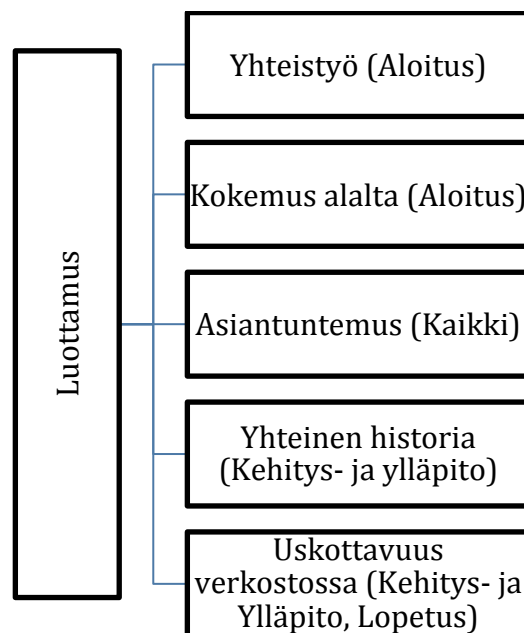 Luottamus
Yhteistyö (Aloitus)
Kokemus alalta (Aloitus)
Asiantuntemus (Kaikki)
Yhteinen historia
(Kehitys- ja ylläpito)
Uskottavuus
verkostossa (Kehitys- ja
Ylläpito, Lopetus)